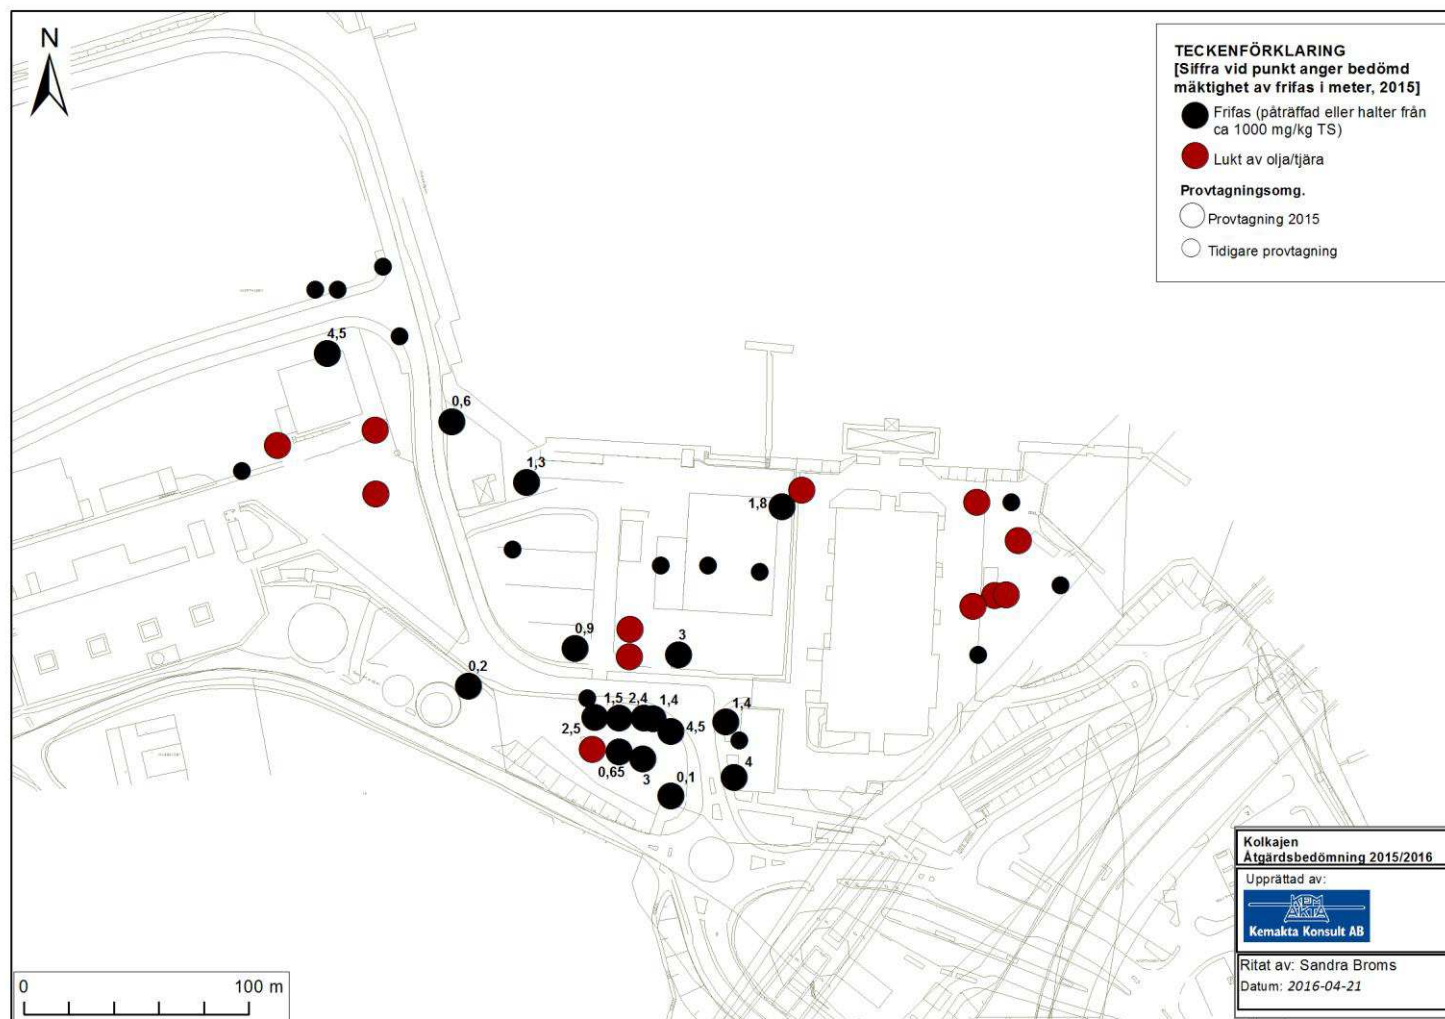 N
TECKENFÖRKLARING
[Siffra vid punkt anger bedömd
mäktighet av frifas i meter, 2015]
Frifas (påträffad eller halter från
ca 1000 mg/kg TS)
Lukt av olja/tjära
Provtagningsomg.
Provtagning 2015
Tidigare provtagning
4,5
0,6
1,3
1,8
0,9
3
0,2
1,5 2,4 1,4
1,4
2,5
4,5
0,65
3
4
0,1
Kolkajen
Åtgärdsbedömning 2015/2016
Upprättad av:
KEM
AKTA
Kemakta Konsult AB
Ritat av: Sandra Broms
Datum: 2016-04-21
0 100 m